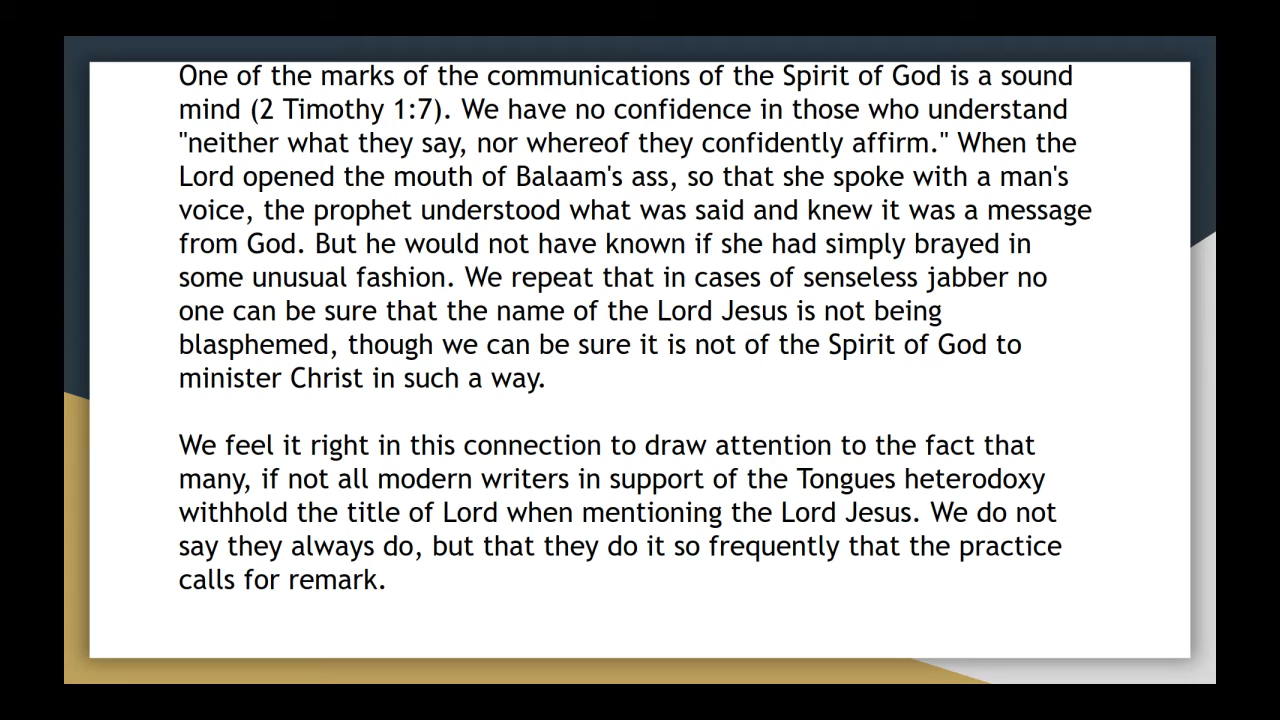 One of the marks of the communications of the Spirit of God is a sound
mind (2 Timothy 1:7). We have no confidence in those who understand
"neither what they say, nor whereof they confidently affirm." When the
Lord opened the mouth of Balaam's ass, so that she spoke with a man's
voice, the prophet understood what was said and knew it was a message
from God. But he would not have known if she had simply brayed in
some unusual fashion. We repeat that in cases of senseless jabber no
one can be sure that the name of the Lord Jesus is not being
blasphemed, though we can be sure it is not of the Spirit of God to
minister Christ in such a way.
We feel it right in this connection to draw attention to the fact that
many, if not all modern writers in support of the Tongues heterodoxy
withhold the title of Lord when mentioning the Lord Jesus. We do not
say they always do, but that they do it so frequently that the practice
calls for remark.